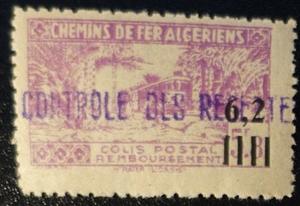 CHEMINS DE FER ALGERIENS
CONTROLE DES RECETTE
6,2
COLIS POSTAL
REMBOURSEMENT